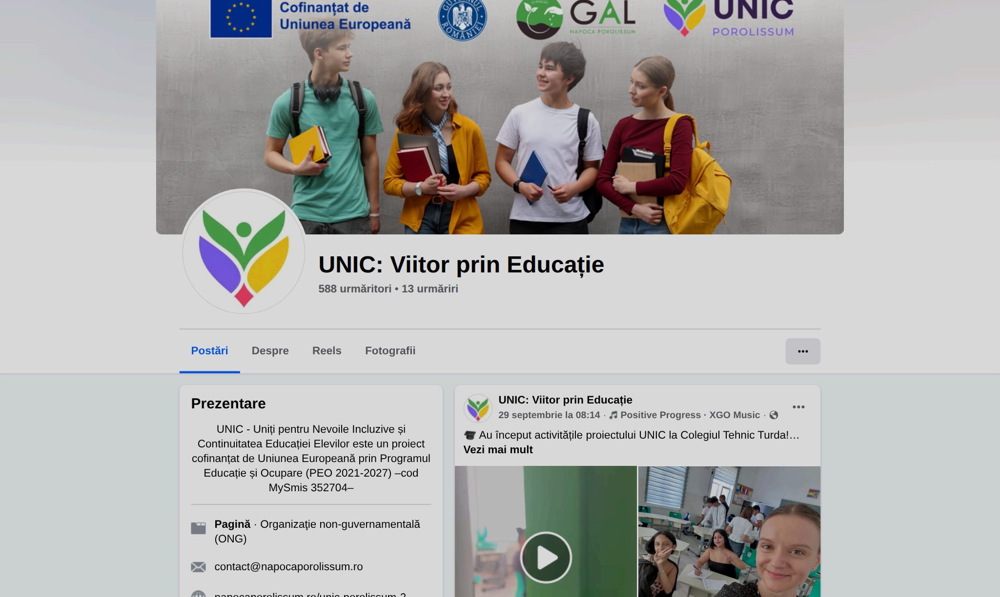 Cofinanțat de
Uniunea Europeană
GUVERNUL
ROMÂNIEI
GAL
NAPOCA POROLISSUM
UNIC
POROLISSUM
UNIC: Viitor prin Educație
588 urmăritori • 13 urmăriri
Postări Despre Reels Fotografii
Prezentare
UNIC - Uniți pentru Nevoile Incluzive și
Continuitatea Educației Elevilor este un proiect
cofinanțat de Uniunea Europeană prin Programul
Educație și Ocupare (PEO 2021-2027) –cod
MySmis 352704–
Pagină · Organizaţie non-guvernamentală
(ONG)
contact@napocaporolissum.ro
napocaporolissum.ro/unic-porolissum-2
UNIC: Viitor prin Educație
29 septembrie la 08:14 · Positive Progress · XGO Music ·
Au început activitățile proiectului UNIC la Colegiul Tehnic Turda!…
Vezi mai mult